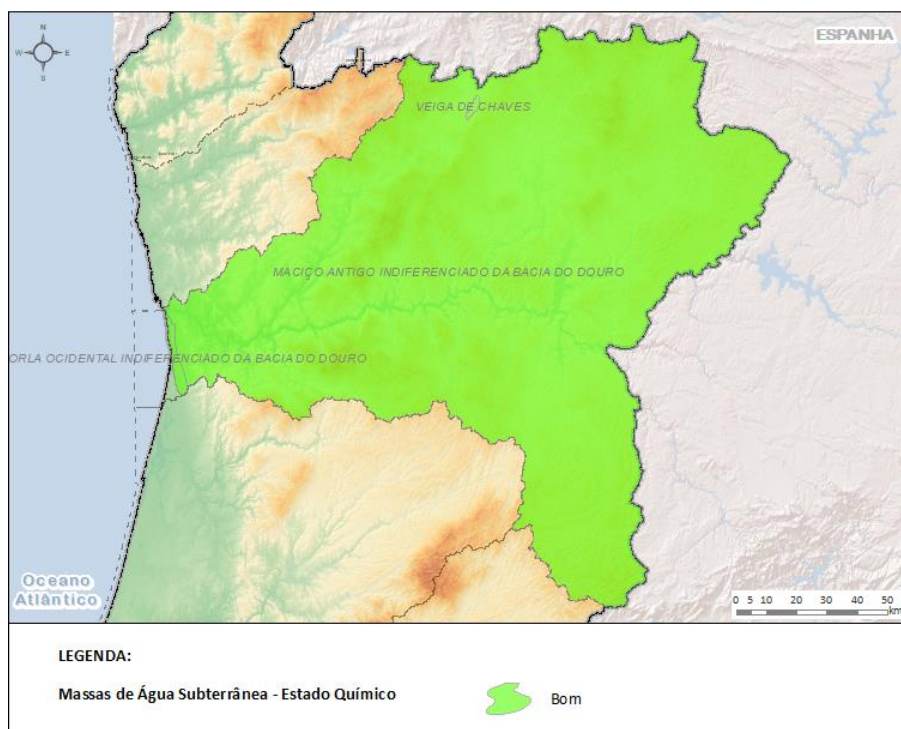 N
W E
S
ESPANHA
VEIGA DE CHAVES
MACIÇO ANTIGO INDIFERENCIADO DA BACIA DO DOURO
ORLA OCIDENTAL INDIFERENCIADO DA BACIA DO DOURO
Oceano
Atlântico
0 5 10 20 30 40 50
km
LEGENDA:
Massas de Água Subterrânea - Estado Químico
Bom